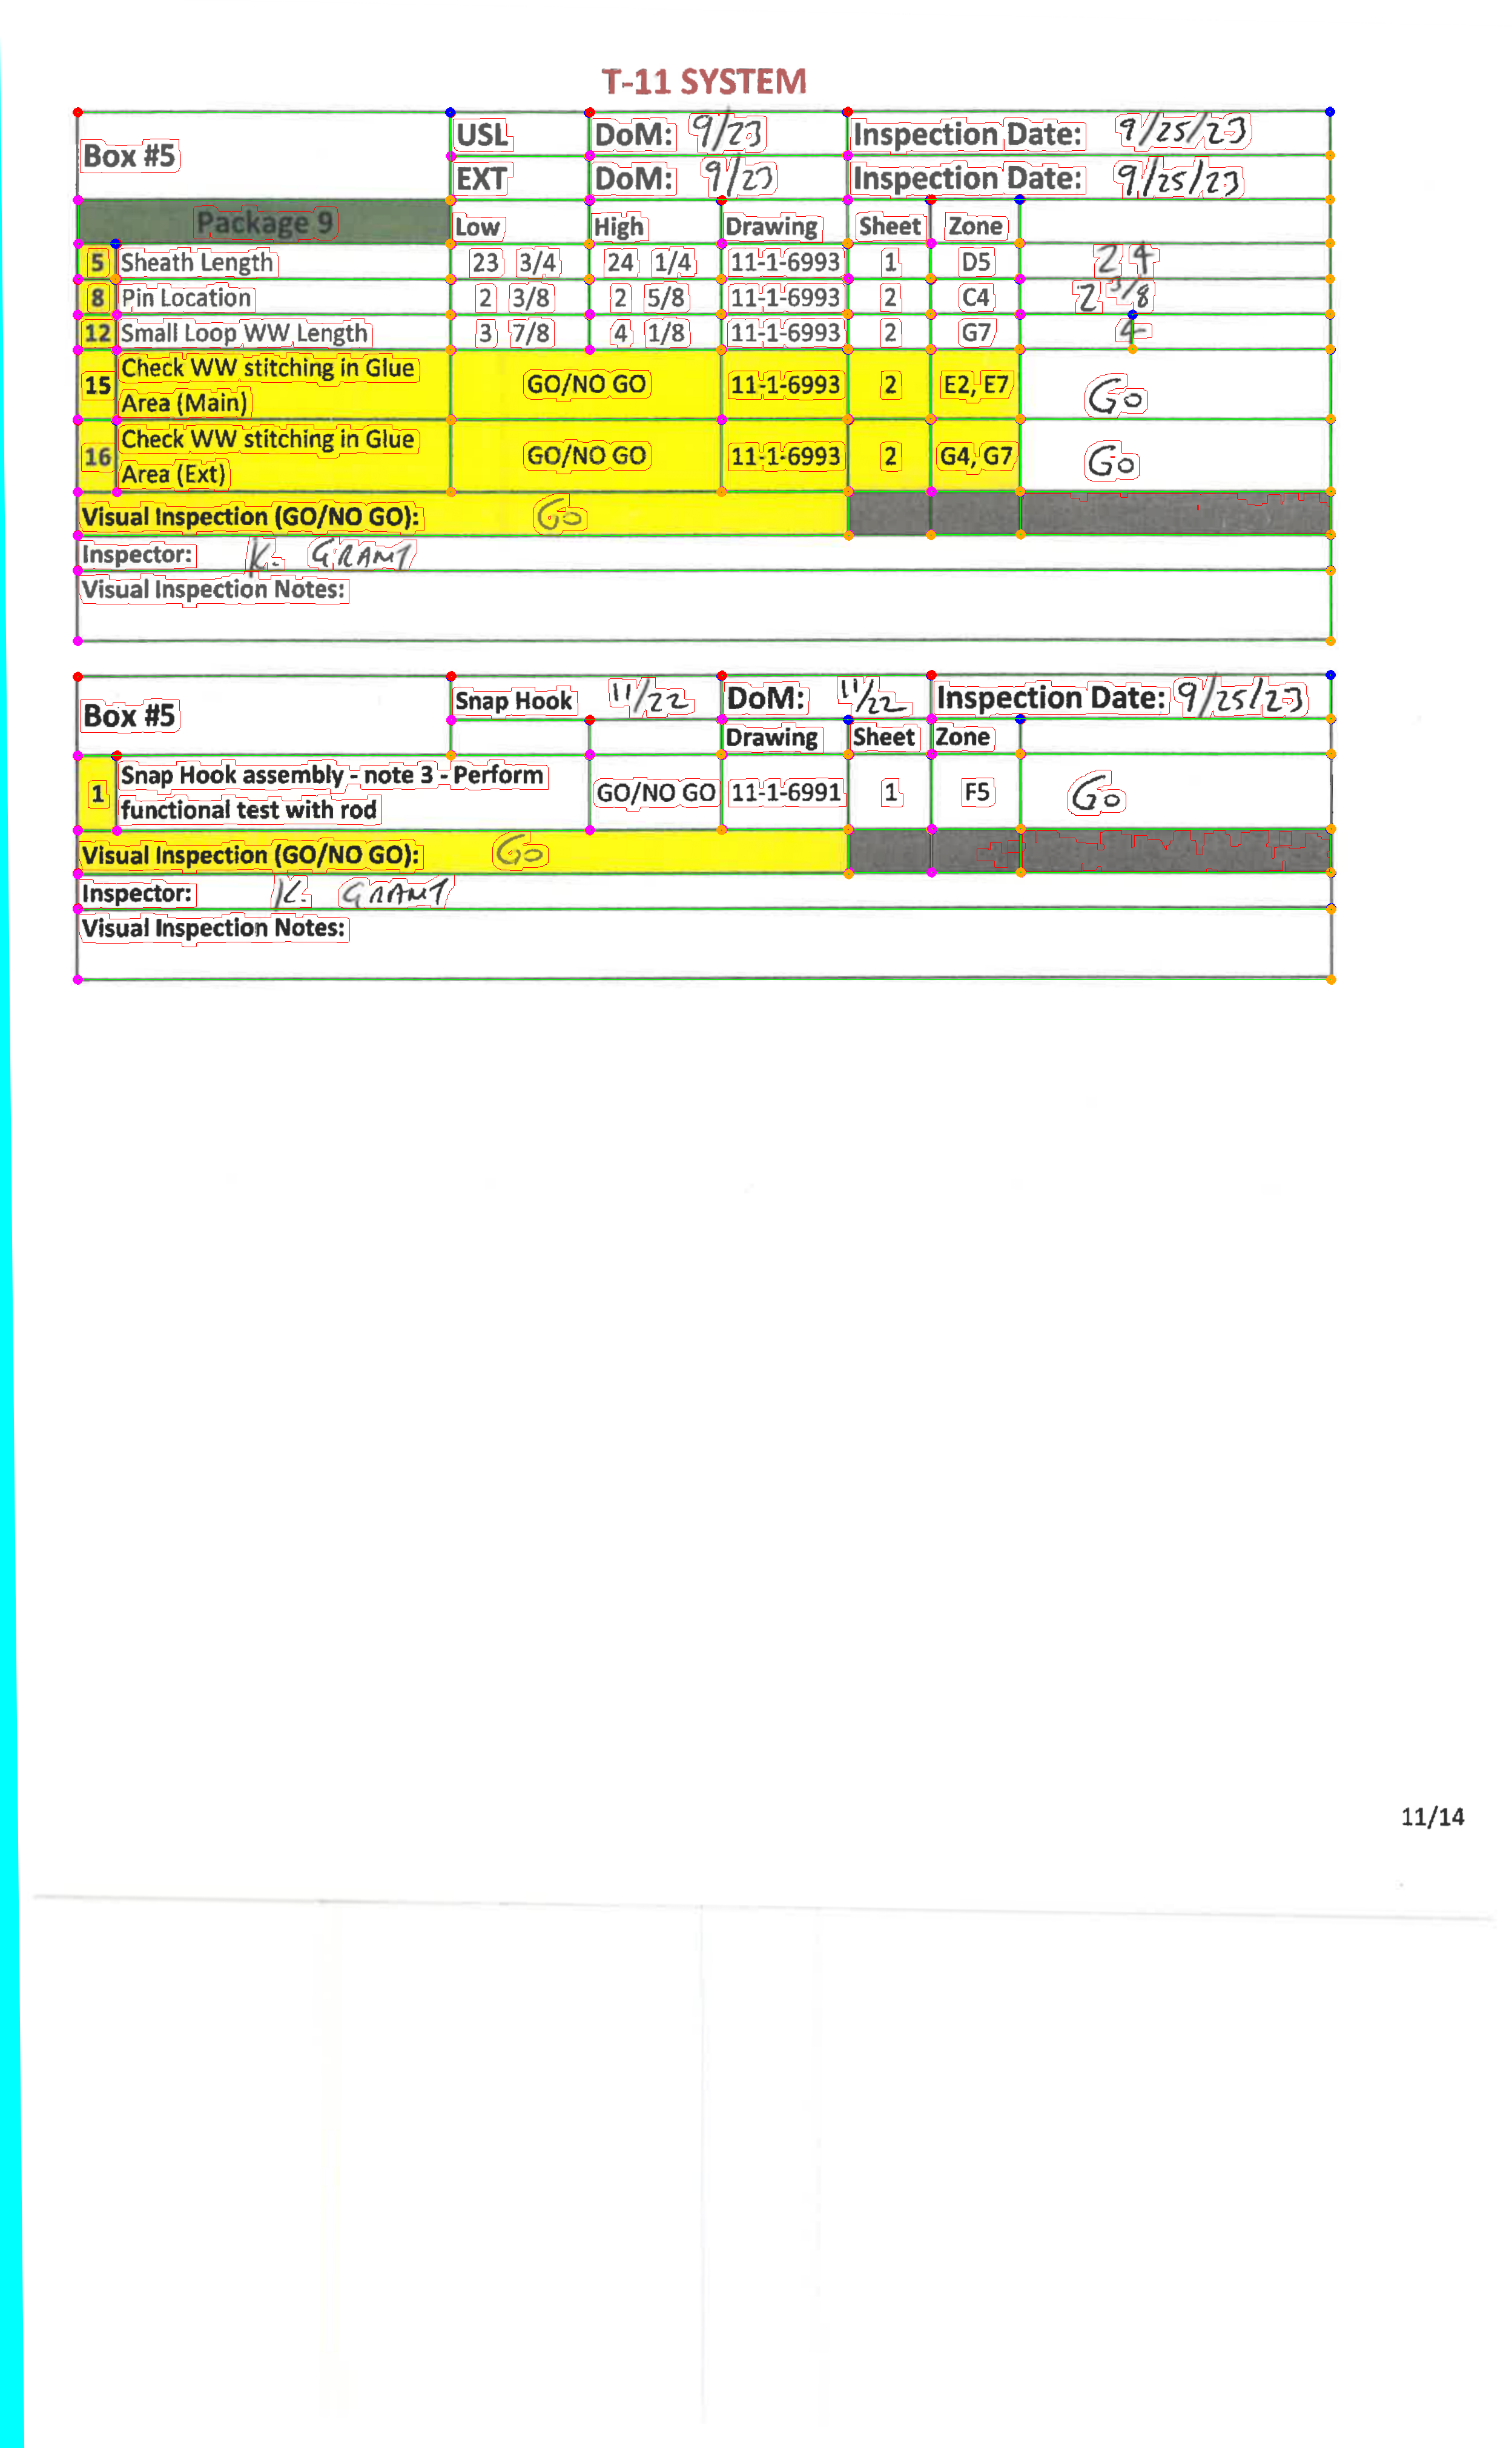 T-11 SYSTEM
Box #5 USL DoM: 9/23 Inspection Date: 9/25/23
EXT DoM: 9/23 Inspection Date: 9/25/23
Package 9 Low High Drawing Sheet Zone
5 Sheath Length 23 3/4 24 1/4 11-1-6993 1 D5 24
8 Pin Location 2 3/8 2 5/8 11-1-6993 2 C4 2 3/8
12 Small Loop WW Length 3 7/8 4 1/8 11-1-6993 2 G7 4
15 Check WW stitching in Glue
Area (Main) GO/NO GO 11-1-6993 2 E2, E7 Go
16 Check WW stitching in Glue
Area (Ext) GO/NO GO 11-1-6993 2 G4, G7 Go
Visual Inspection (GO/NO GO): Go
Inspector: K. GRANT
Visual Inspection Notes:
Box #5 Snap Hook 11/22 DoM: 11/22 Inspection Date: 9/25/23
Drawing Sheet Zone
1 Snap Hook assembly - note 3 - Perform
functional test with rod GO/NO GO 11-1-6991 1 F5 Go
Visual Inspection (GO/NO GO): Go
Inspector: K. GRANT
Visual Inspection Notes:
11/14